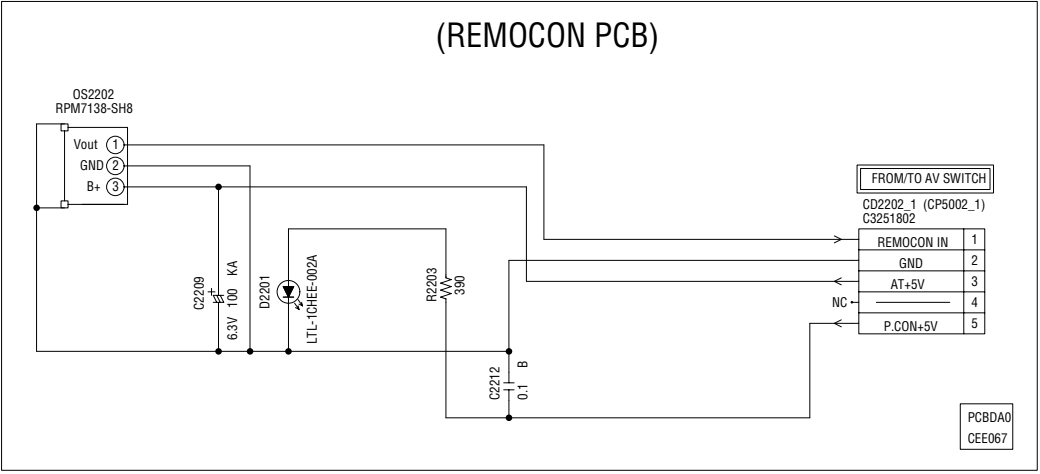 (REMOCON PCB)
OS2202
RPM7138-SH8
Vout 1
GND 2
B+ 3
C2209
6.3V 100 KA
D2201
LTL-1CHEE-002A
R2203
390
C2212
0.1 B
FROM/TO AV SWITCH
CD2202_1 (CP5002_1)
C3251802
REMOCON IN 1
GND 2
AT+5V 3
NC 4
P.CON+5V 5
PCBDA0
CEE067